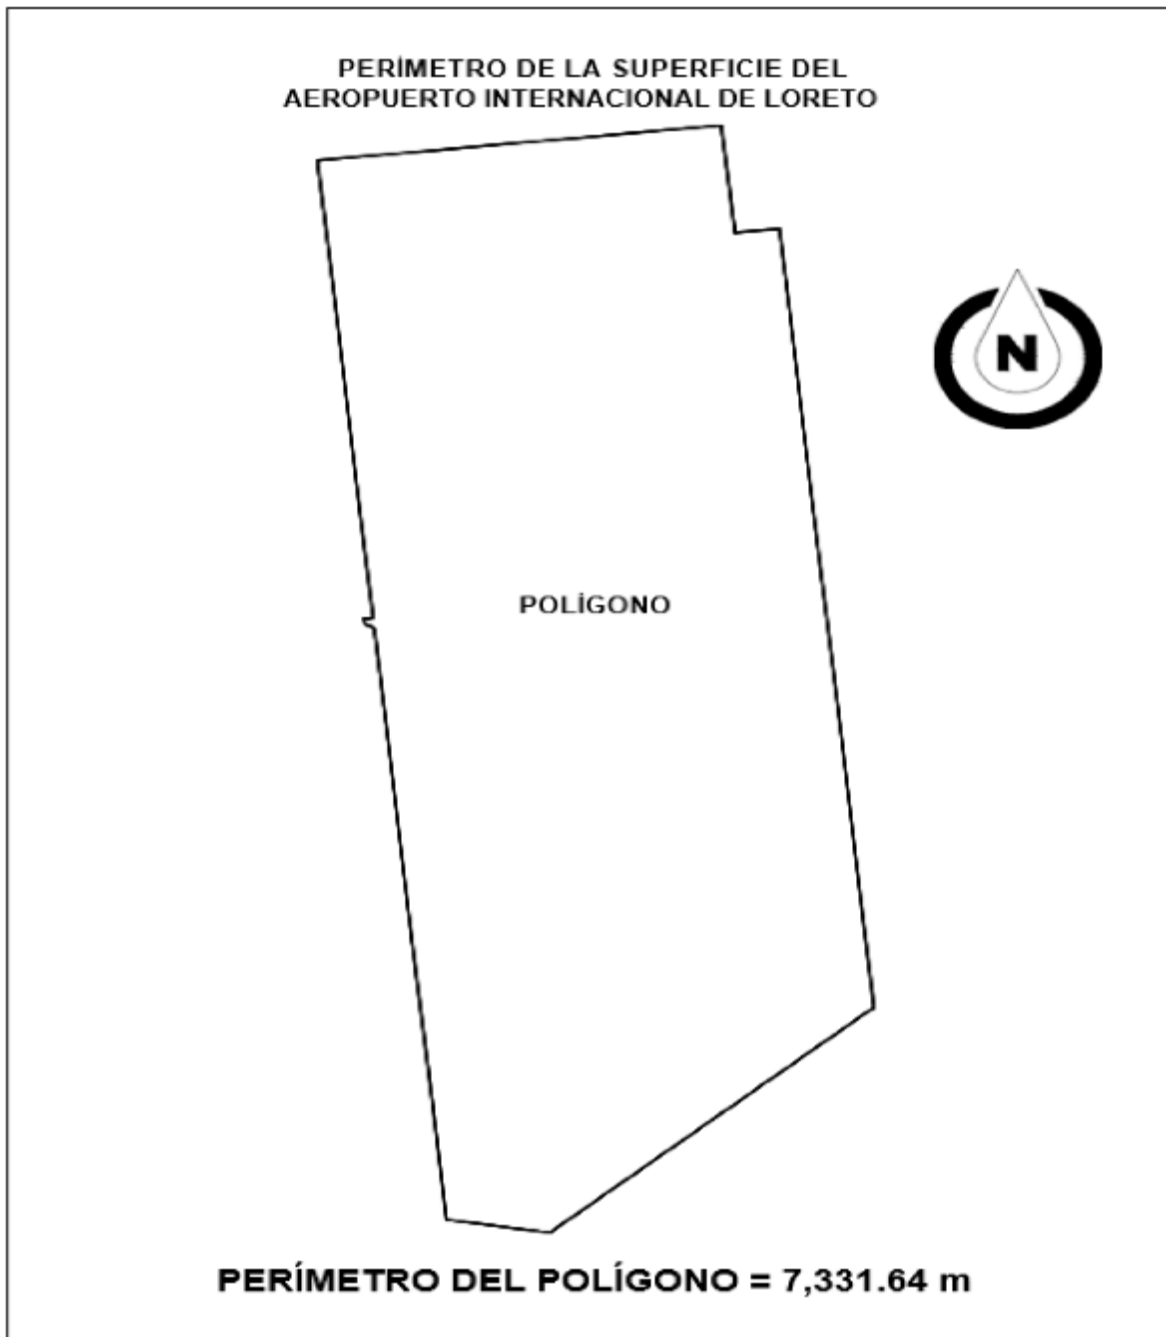 PERÍMETRO DE LA SUPERFICIE DEL
AEROPUERTO INTERNACIONAL DE LORETO
N
POLÍGONO
PERÍMETRO DEL POLÍGONO = 7,331.64 m